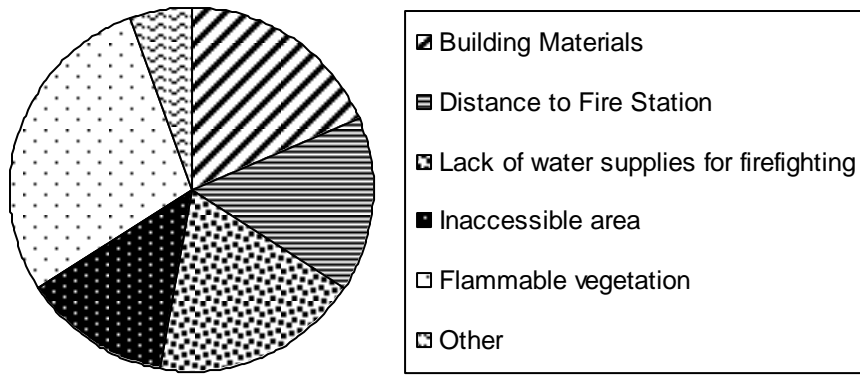 Building Materials
Distance to Fire Station
Lack of water supplies for firefighting
Inaccessible area
Flammable vegetation
Other